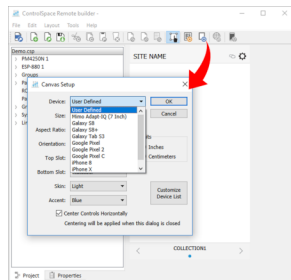 ControlSpace Remote builder -
File Edit Layout Tools Help
Demo.csp
PM4250N 1
ESP-880 1
Groups
SITE NAME
Canvas Setup
Device: User Defined
OK
User Defined
Size: Mimo Adapt-IQ (7 Inch)
Cancel
Galaxy S8
Aspect Ratio: Galaxy S8+
Galaxy Tab S3
Orientation: Google Pixel
Inches
Google Pixel 2
Top Slot: Google Pixel C
Centimeters
iPhone 8
Bottom Slot: iPhone X
Skin: Light
Customize
Device List
Accent: Blue
Center Controls Horizontally
Centering will be applied when this dialog is closed
COLLECTION1
Project Properties